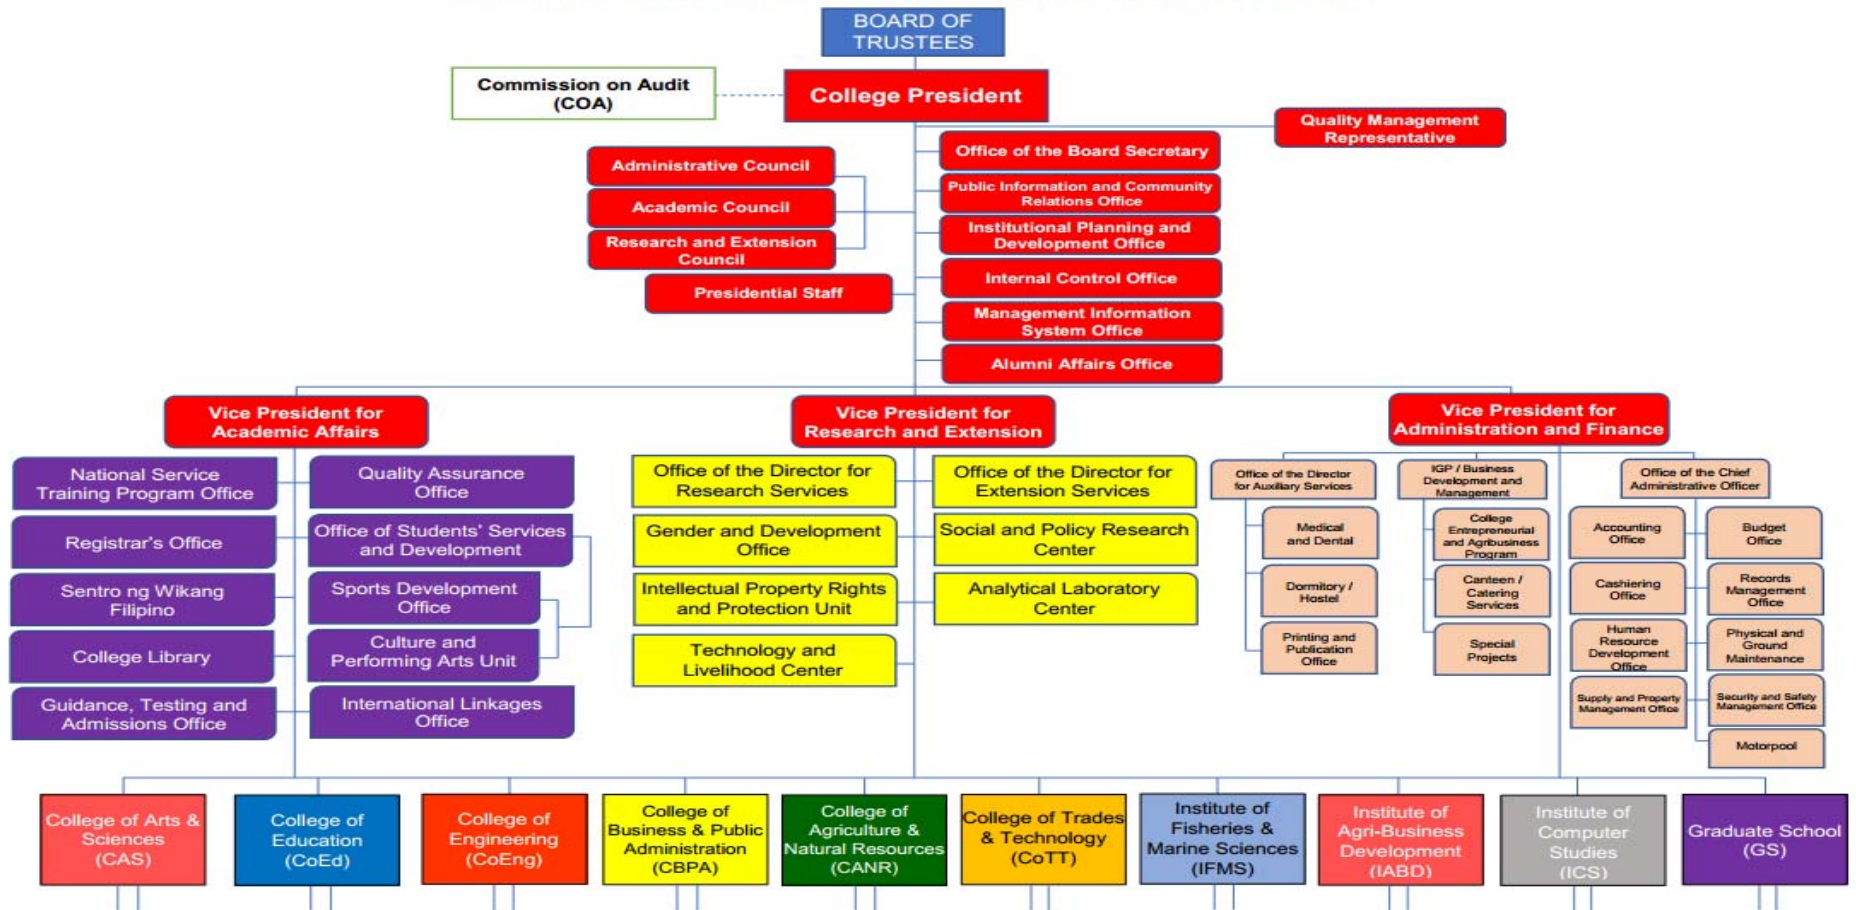 BOARD OF
TRUSTEES
Commission on Audit
(COA)
College President
Quality Management
Representative
Administrative Council
Academic Council
Research and Extension
Council
Presidential Staff
Office of the Board Secretary
Public Information and Community
Relations Office
Institutional Planning and
Development Office
Internal Control Office
Management Information
System Office
Alumni Affairs Office
Vice President for
Academic Affairs
Vice President for
Research and Extension
Vice President for
Administration and Finance
National Service
Training Program Office
Quality Assurance
Office
Registrar's Office
Office of Students' Services
and Development
Sentro ng Wikang
Filipino
Sports Development
Office
College Library
Culture and
Performing Arts Unit
Guidance, Testing and
Admissions Office
International Linkages
Office
Office of the Director for
Research Services
Office of the Director for
Extension Services
Gender and Development
Office
Social and Policy Research
Center
Intellectual Property Rights
and Protection Unit
Analytical Laboratory
Center
Technology and
Livelihood Center
Office of the Director
for Auxiliary Services
Medical
and Dental
Dormitory /
Hostel
Printing and
Publication
Office
IGP / Business
Development and
Management
College
Entrepreneurial
and Agribusiness
Program
Canteen /
Catering
Services
Special
Projects
Office of the Chief
Administrative Officer
Accounting
Office
Budget
Office
Cashiering
Office
Records
Management
Office
Human
Resource
Development
Office
Physical and
Ground
Maintenance
Supply and Property
Management Office
Security and Safety
Management Office
Motorpool
College of Arts &
Sciences
(CAS)
College of
Education
(CoEd)
College of
Engineering
(CoEng)
College of
Business & Public
Administration
(CBPA)
College of
Agriculture &
Natural Resources
(CANR)
College of Trades
& Technology
(CoTT)
Institute of
Fisheries &
Marine Sciences
(IFMS)
Institute of
Agri-Business
Development
(IABD)
Institute of
Computer
Studies
(ICS)
Graduate School
(GS)